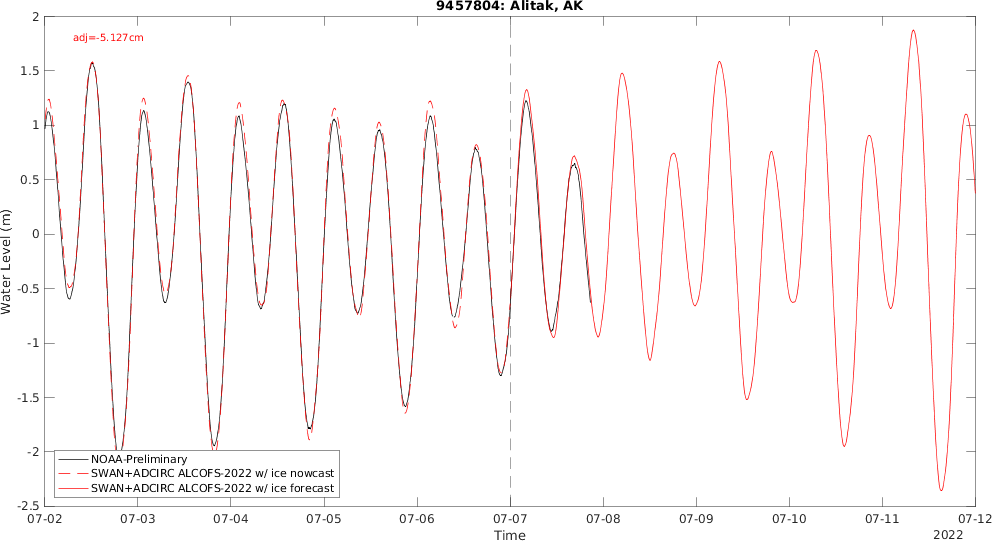 9457804: Alitak, AK
adj=-5.127cm
2
1.5
1
0.5
0
-0.5
-1
-1.5
-2
-2.5
Water Level (m)
NOAA-Preliminary
SWAN+ADCIRC ALCOFS-2022 w/ ice nowcast
SWAN+ADCIRC ALCOFS-2022 w/ ice forecast
07-02 07-03 07-04 07-05 07-06 07-07 07-08 07-09 07-10 07-11 07-12
Time
2022